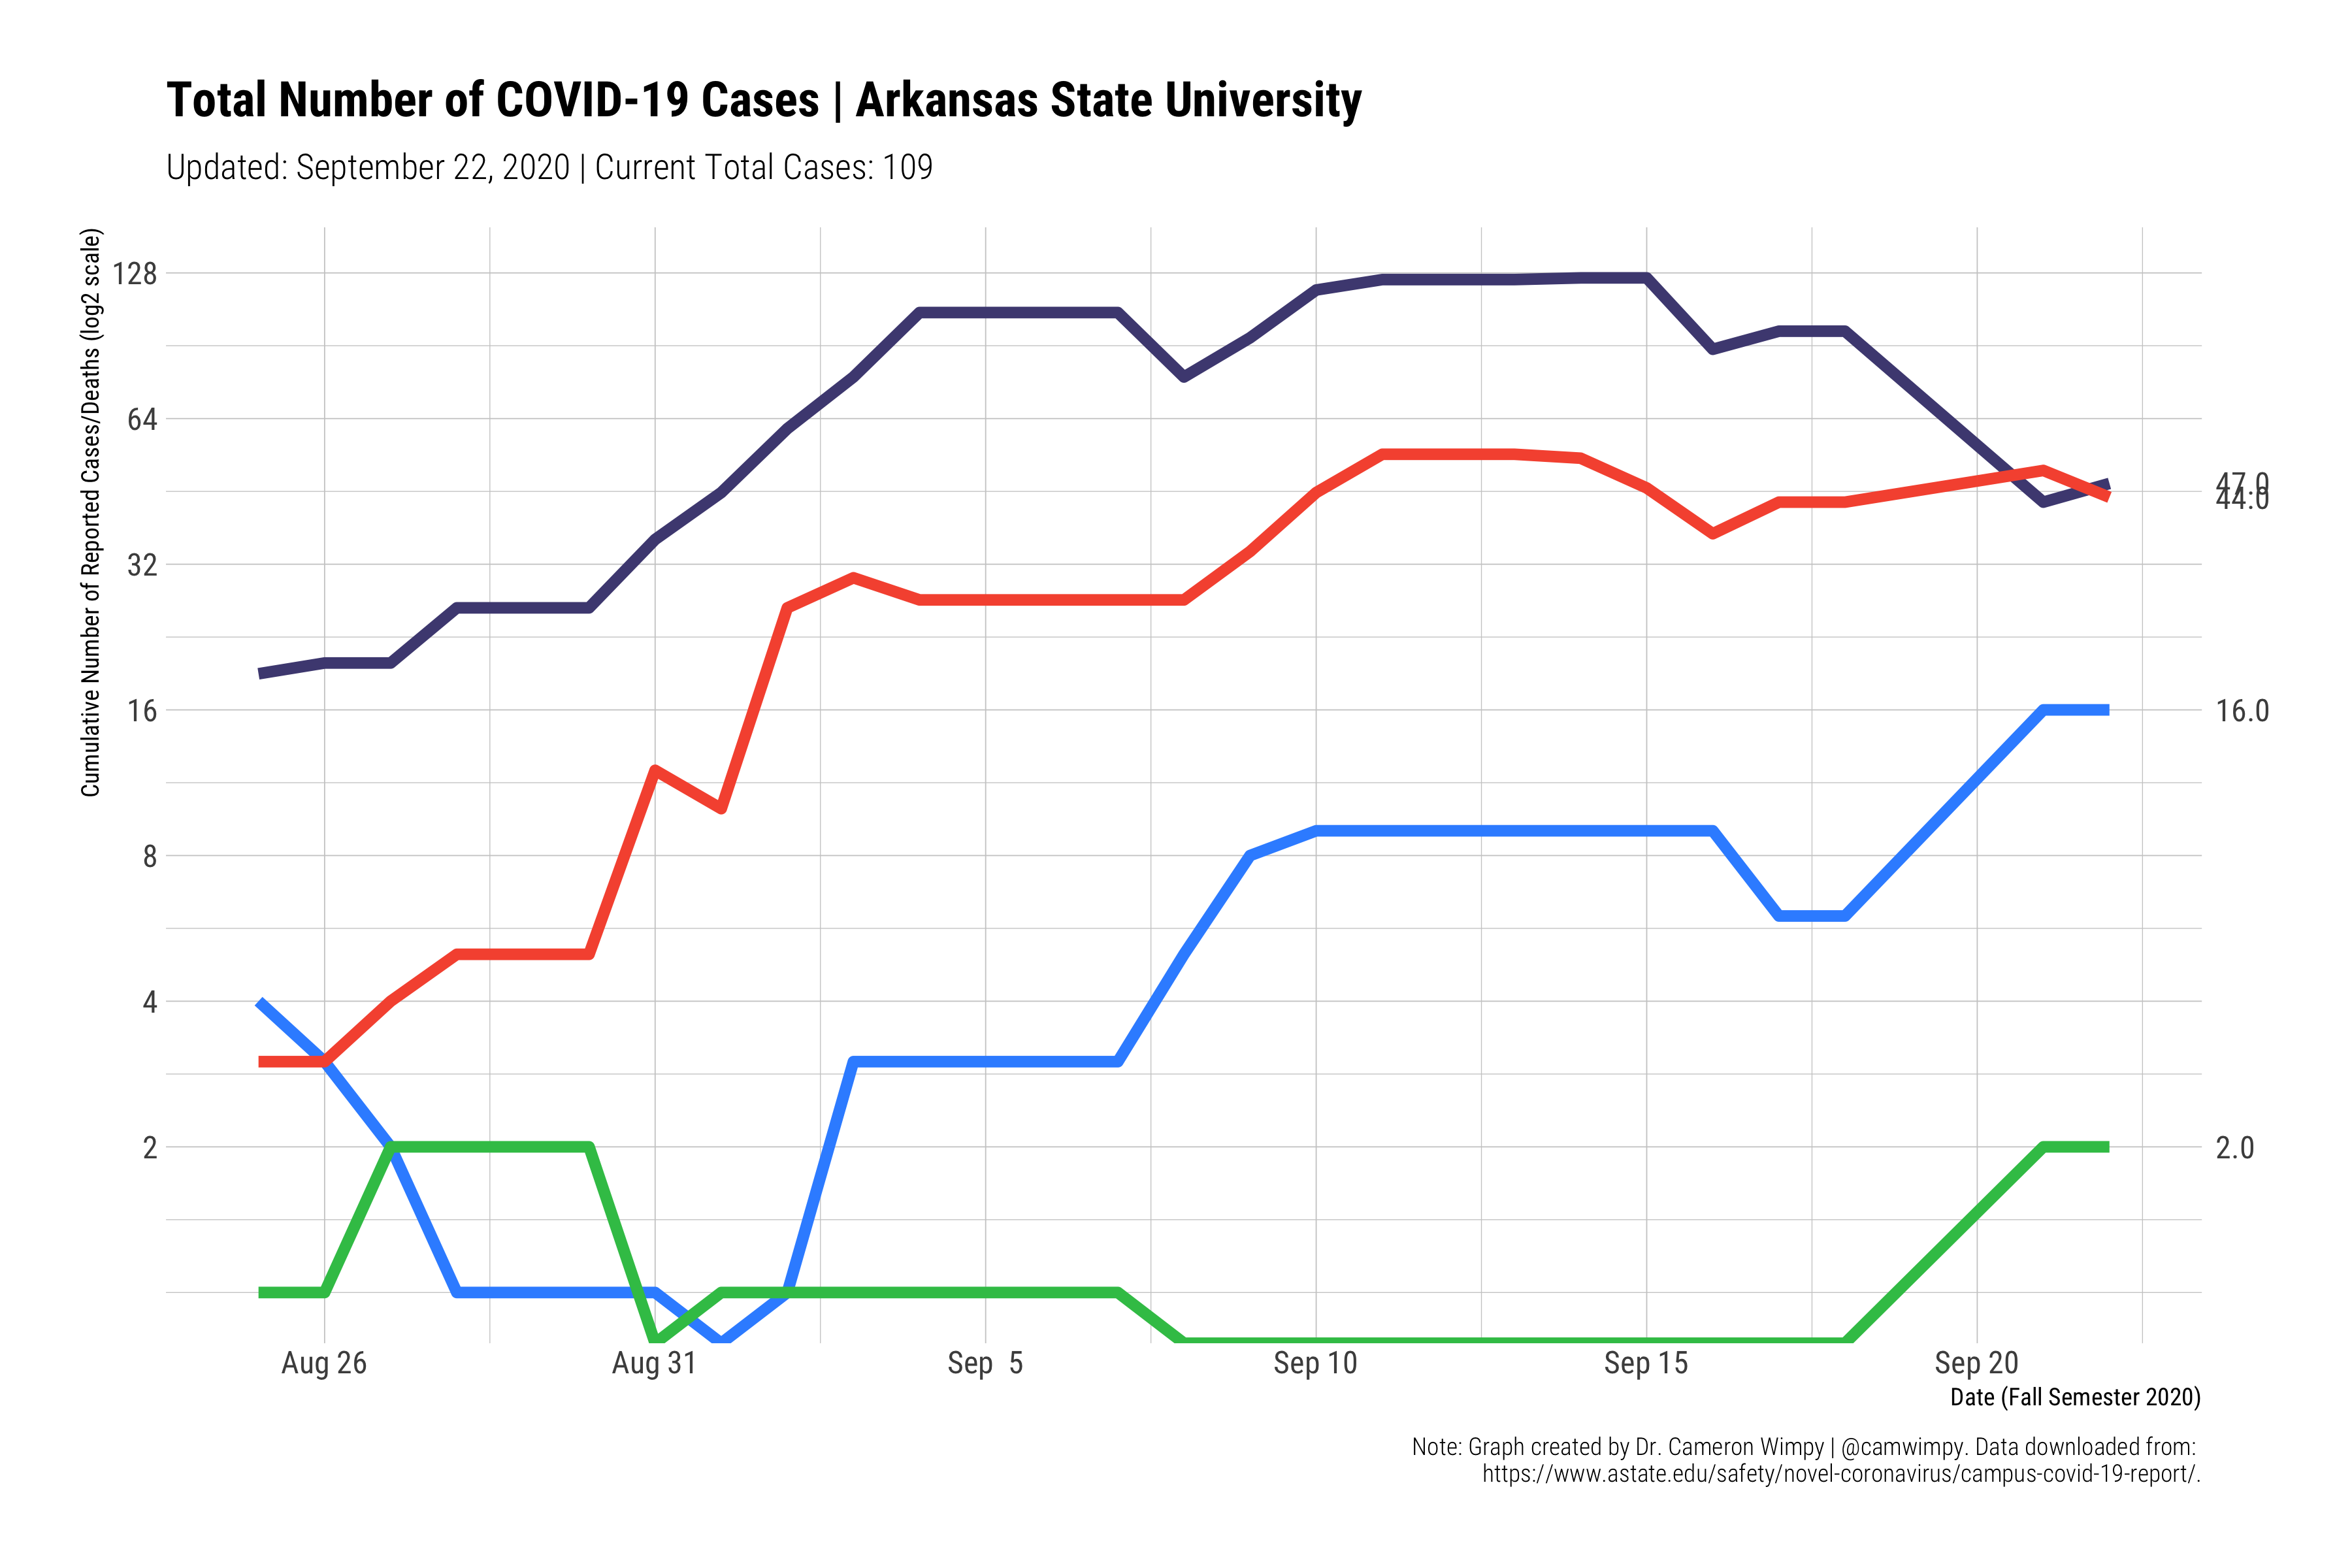 Total Number of COVID-19 Cases | Arkansas State University
Updated: September 22, 2020 | Current Total Cases: 109
Cumulative Number of Reported Cases/Deaths (log2 scale)
128
64
32
16
8
4
2
47.0
44.0
16.0
2.0
Aug 26
Aug 31
Sep  5
Sep 10
Sep 15
Sep 20
Date (Fall Semester 2020)
Note: Graph created by Dr. Cameron Wimpy | @camwimpy. Data downloaded from:
https://www.astate.edu/safety/novel-coronavirus/campus-covid-19-report/.